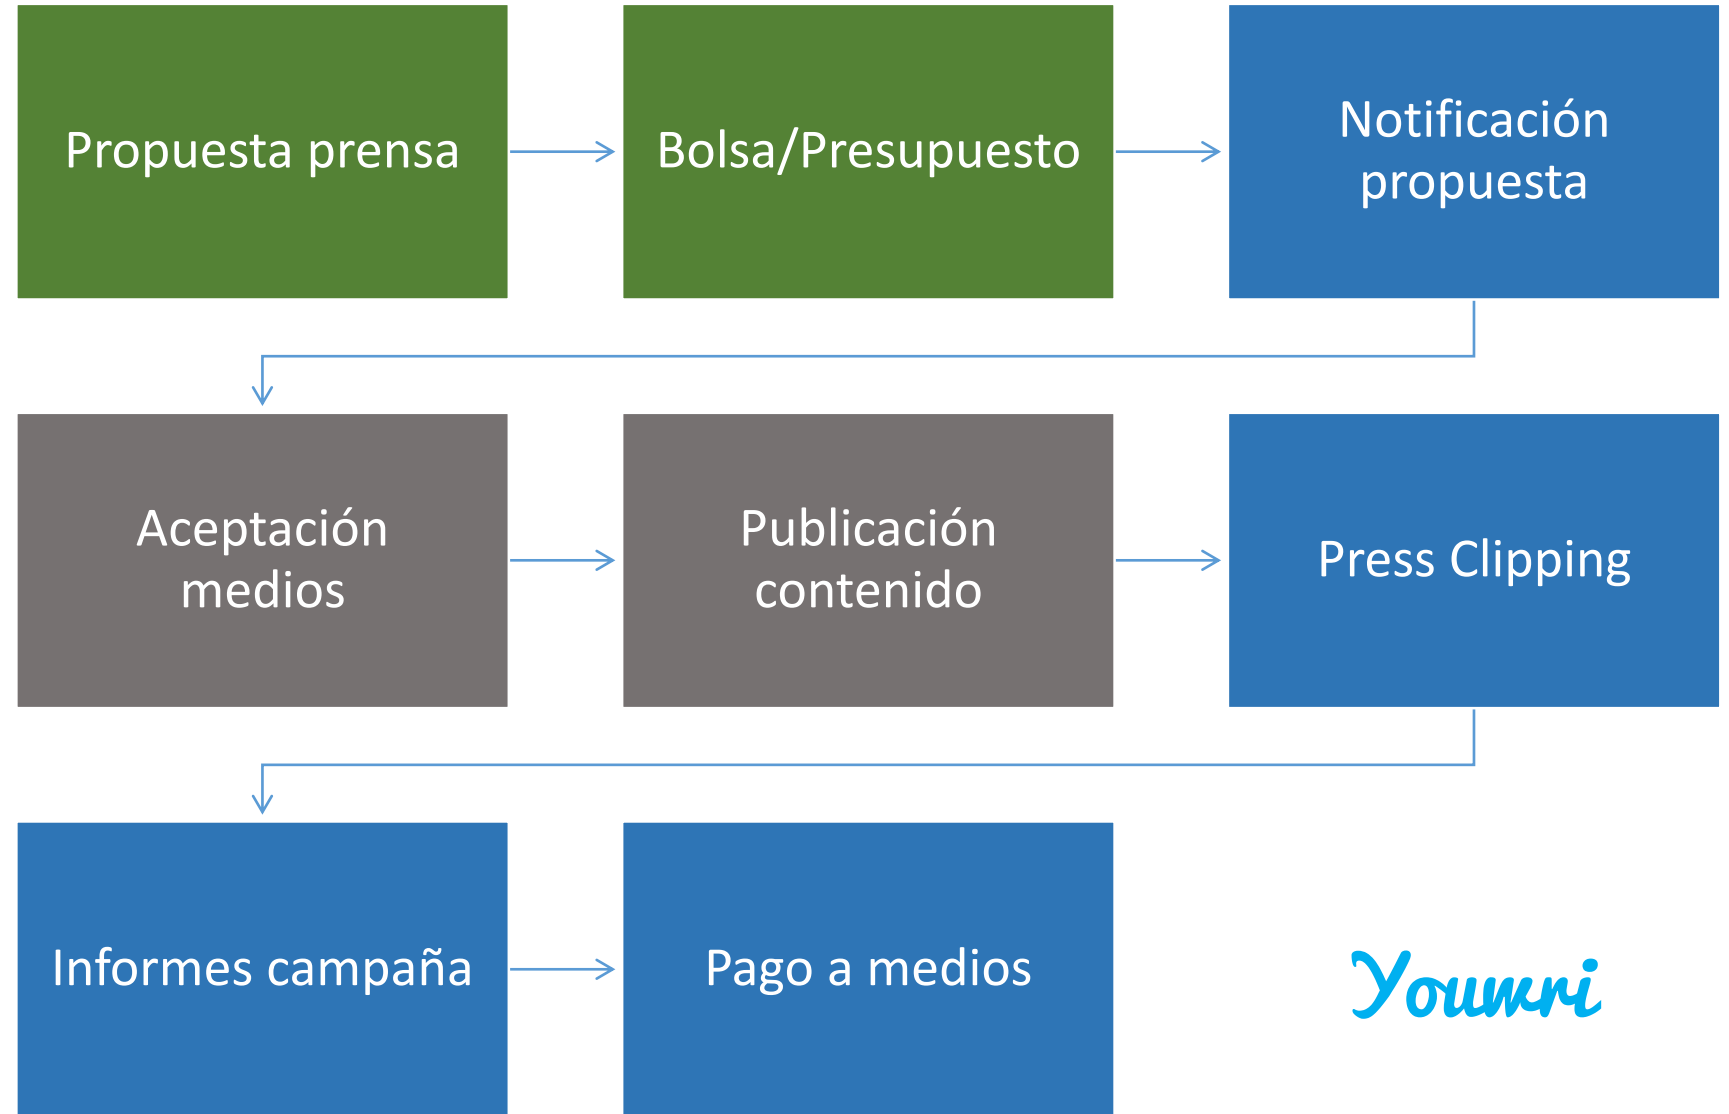 Propuesta prensa
Bolsa/Presupuesto
Notificación
propuesta
Aceptación
medios
Publicación
contenido
Press Clipping
Informes campaña
Pago a medios
Youwri